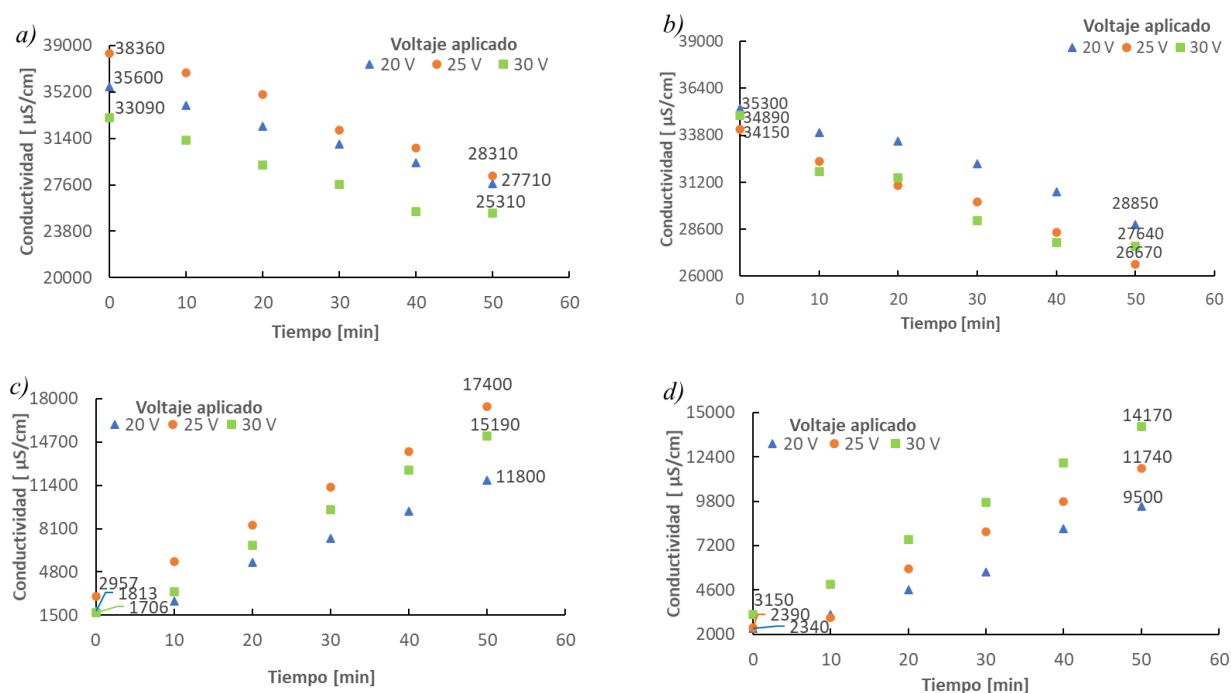 a)
39000
35200
31400
27600
23800
20000
Conductividad [ µS/cm]
Voltaje aplicado
20 V 25 V 30 V
38360
35600
33090
28310
27710
25310
0 10 20 30 40 50 60
Tiempo [min]
b)
39000
36400
33800
31200
28600
26000
Conductividad [ µS/cm]
Voltaje aplicado
20 V 25 V 30 V
35300
34890
34150
28850
27640
26670
0 10 20 30 40 50 60
Tiempo [min]
c)
18000
14700
11400
8100
4800
1500
Conductividad [ µS/cm]
Voltaje aplicado
20 V 25 V 30 V
17400
15190
11800
2957
1813
1706
0 10 20 30 40 50 60
Tiempo [min]
d)
15000
12400
9800
7200
4600
2000
Conductividad [ µS/cm]
Voltaje aplicado
20 V 25 V 30 V
14170
11740
9500
3150
2390
2340
0 10 20 30 40 50 60
Tiempo [min]